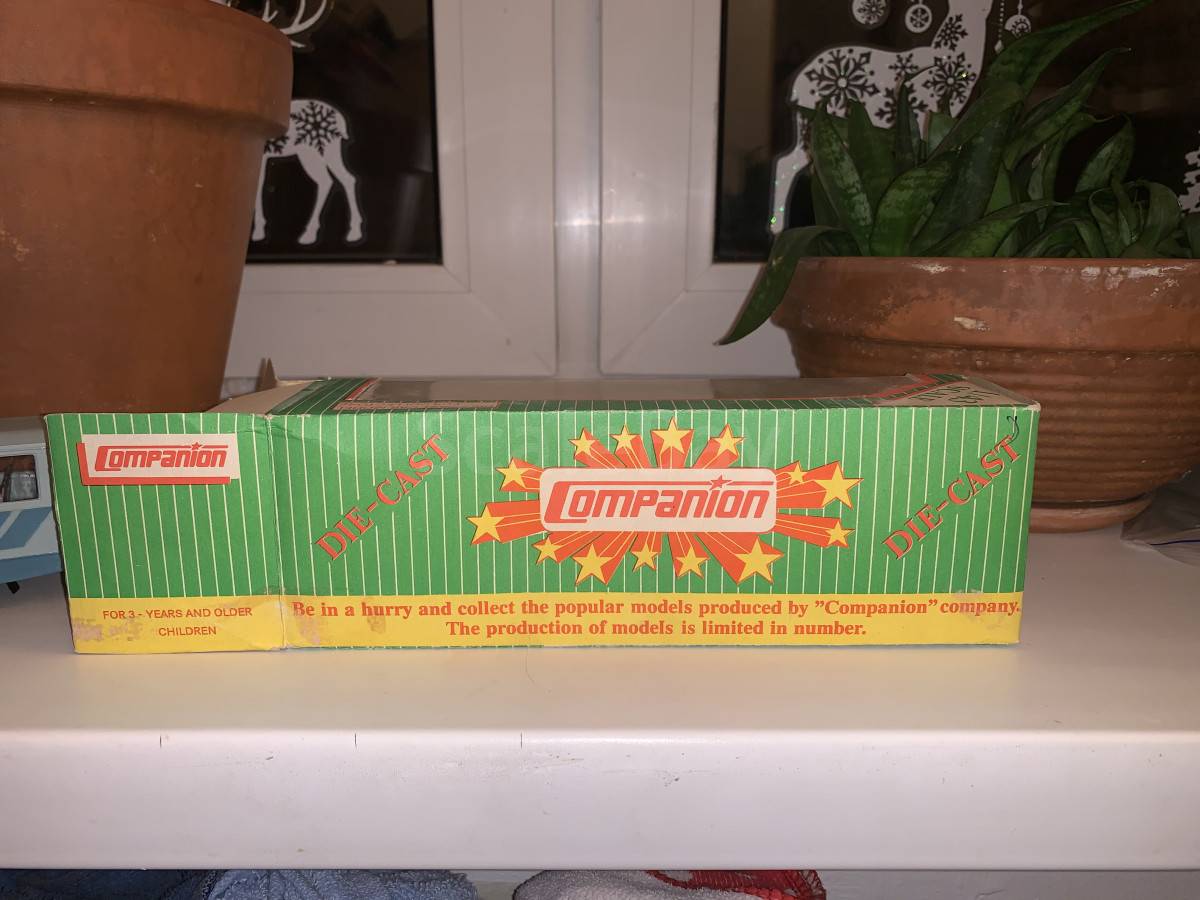 Companion
DIE-CAST
Companion
DIE-CAST
FOR 3 - YEARS AND OLDER
CHILDREN
Be in a hurry and collect the popular models produced by "Companion" company.
The production of models is limited in number.